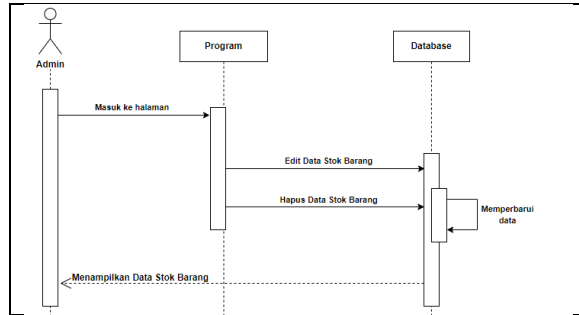 Program
Database
Admin
Masuk ke halaman
Edit Data Stok Barang
Hapus Data Stok Barang
Memperbarui
data
Menampilkan Data Stok Barang